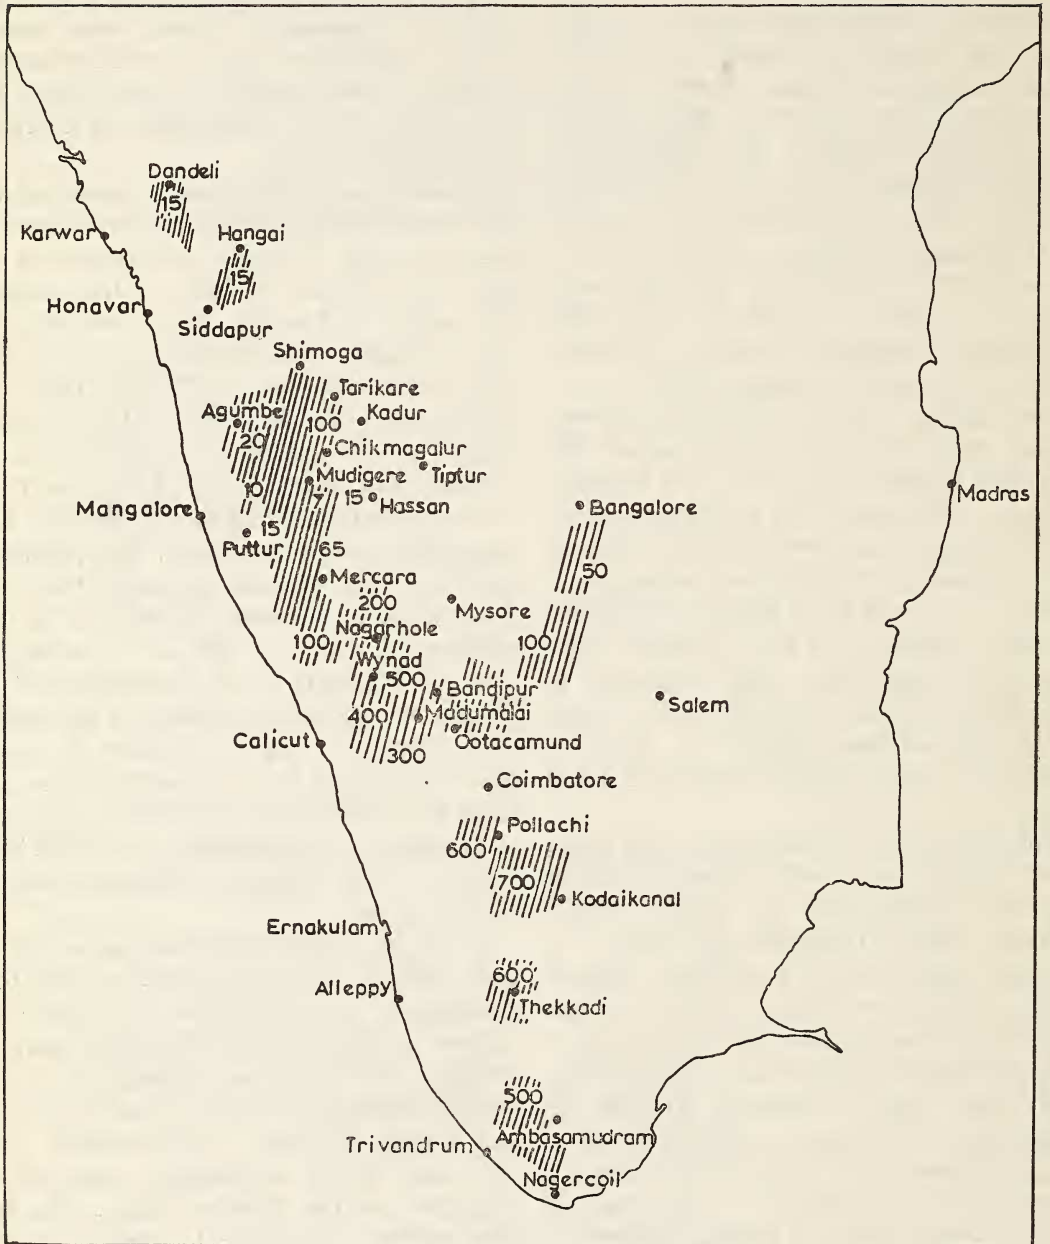 Dandeli
15
Karwar
Hangai
15
Honavar
Siddapur
Shimoga
Tarikare
Agumbe
100
Kadur
20
Chikmagalur
Tiptur
Mudigere
10
7
15
Hassan
Madras
Mangalore
Bangalore
15
Puttur
65
50
Mercara
200
Mysore
Nagarhole
100
100
Wynad
500
Bandipur
Salem
400
Madumalai
Calicut
Ootacamund
300
Coimbatore
Pollachi
600
700
Kodaikanal
Ernakulam
600
Alleppy
Thekkadi
500
Ambasamudram
Trivandrum
Nagercoil